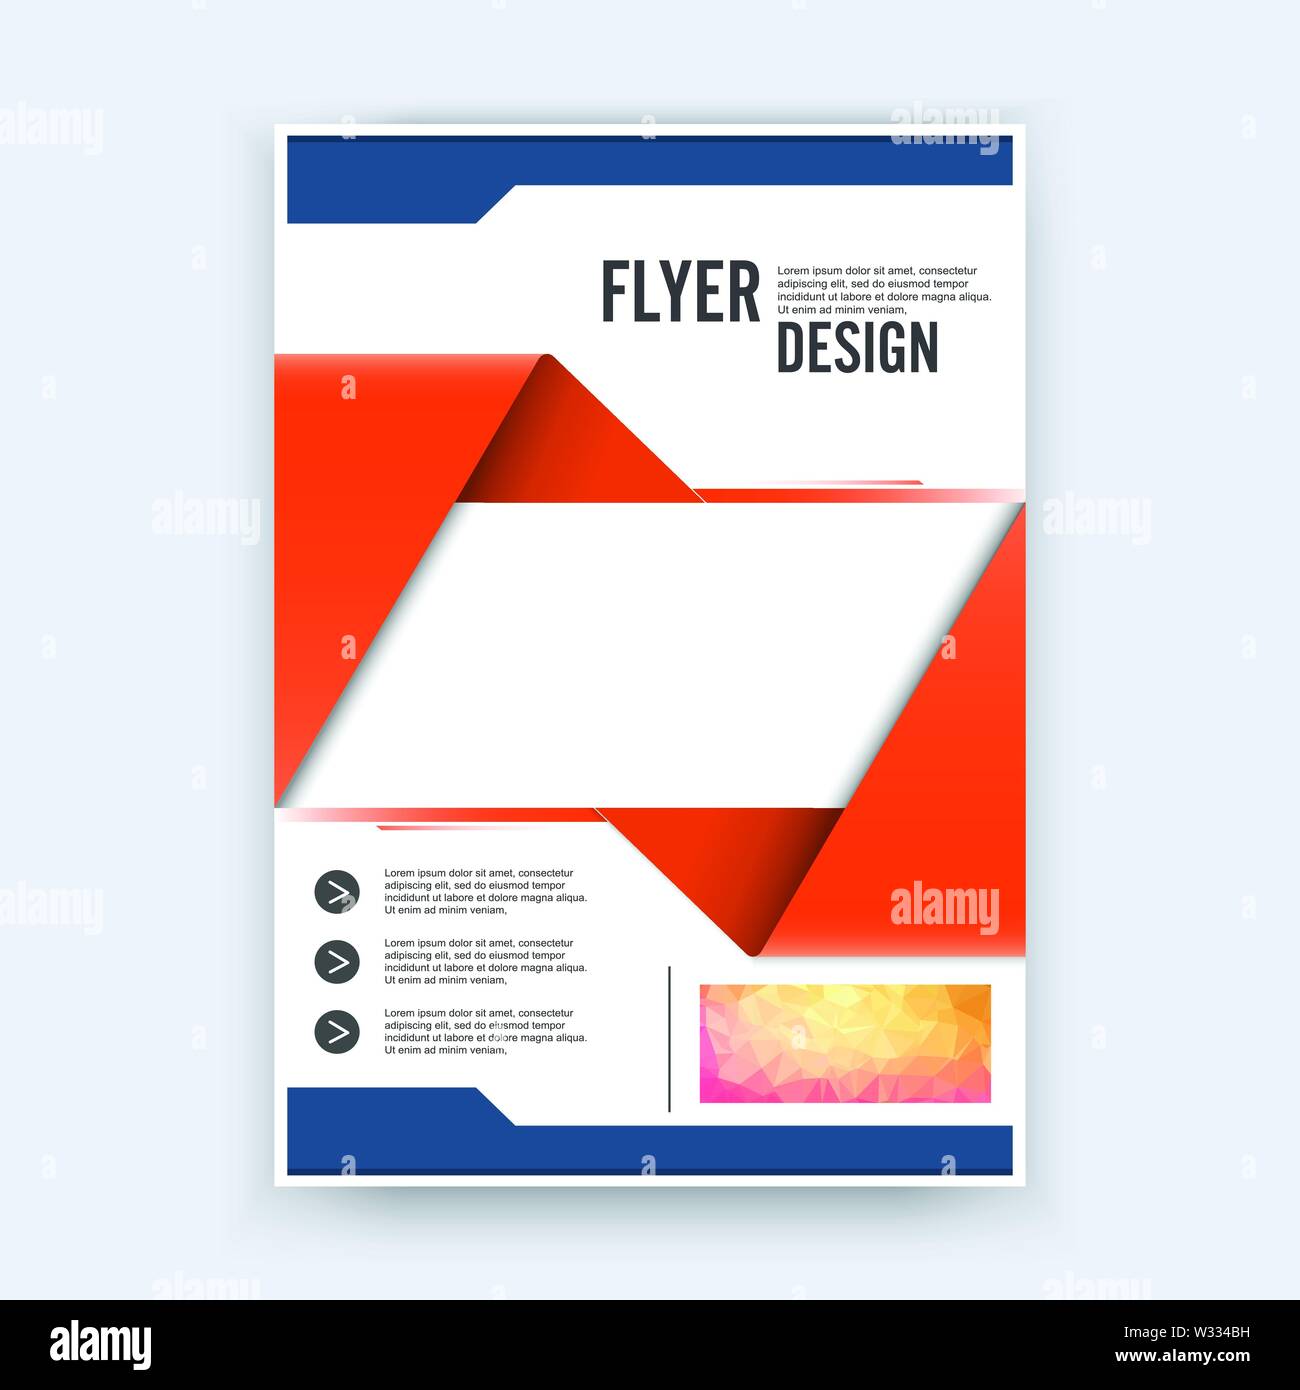 FLYER
Lorem ipsum dolor sit amet, consectetur
adipiscing elit, sed do eiusmod tempor
incididunt ut labore et dolore magna aliqua.
Ut enim ad minim veniam,
DESIGN
Lorem ipsum dolor sit amet, consectetur
adipiscing elit, sed do eiusmod tempor
incididunt ut labore et dolore magna aliqua.
Ut enim ad minim veniam,
Lorem ipsum dolor sit amet, consectetur
adipiscing elit, sed do eiusmod tempor
incididunt ut labore et dolore magna aliqua.
Ut enim ad minim veniam,
Lorem ipsum dolor sit amet, consectetur
adipiscing elit, sed do eiusmod tempor
incididunt ut labore et dolore magna aliqua.
Ut enim ad minim veniam,
alamy
Image ID: W334BH
www.alamy.com